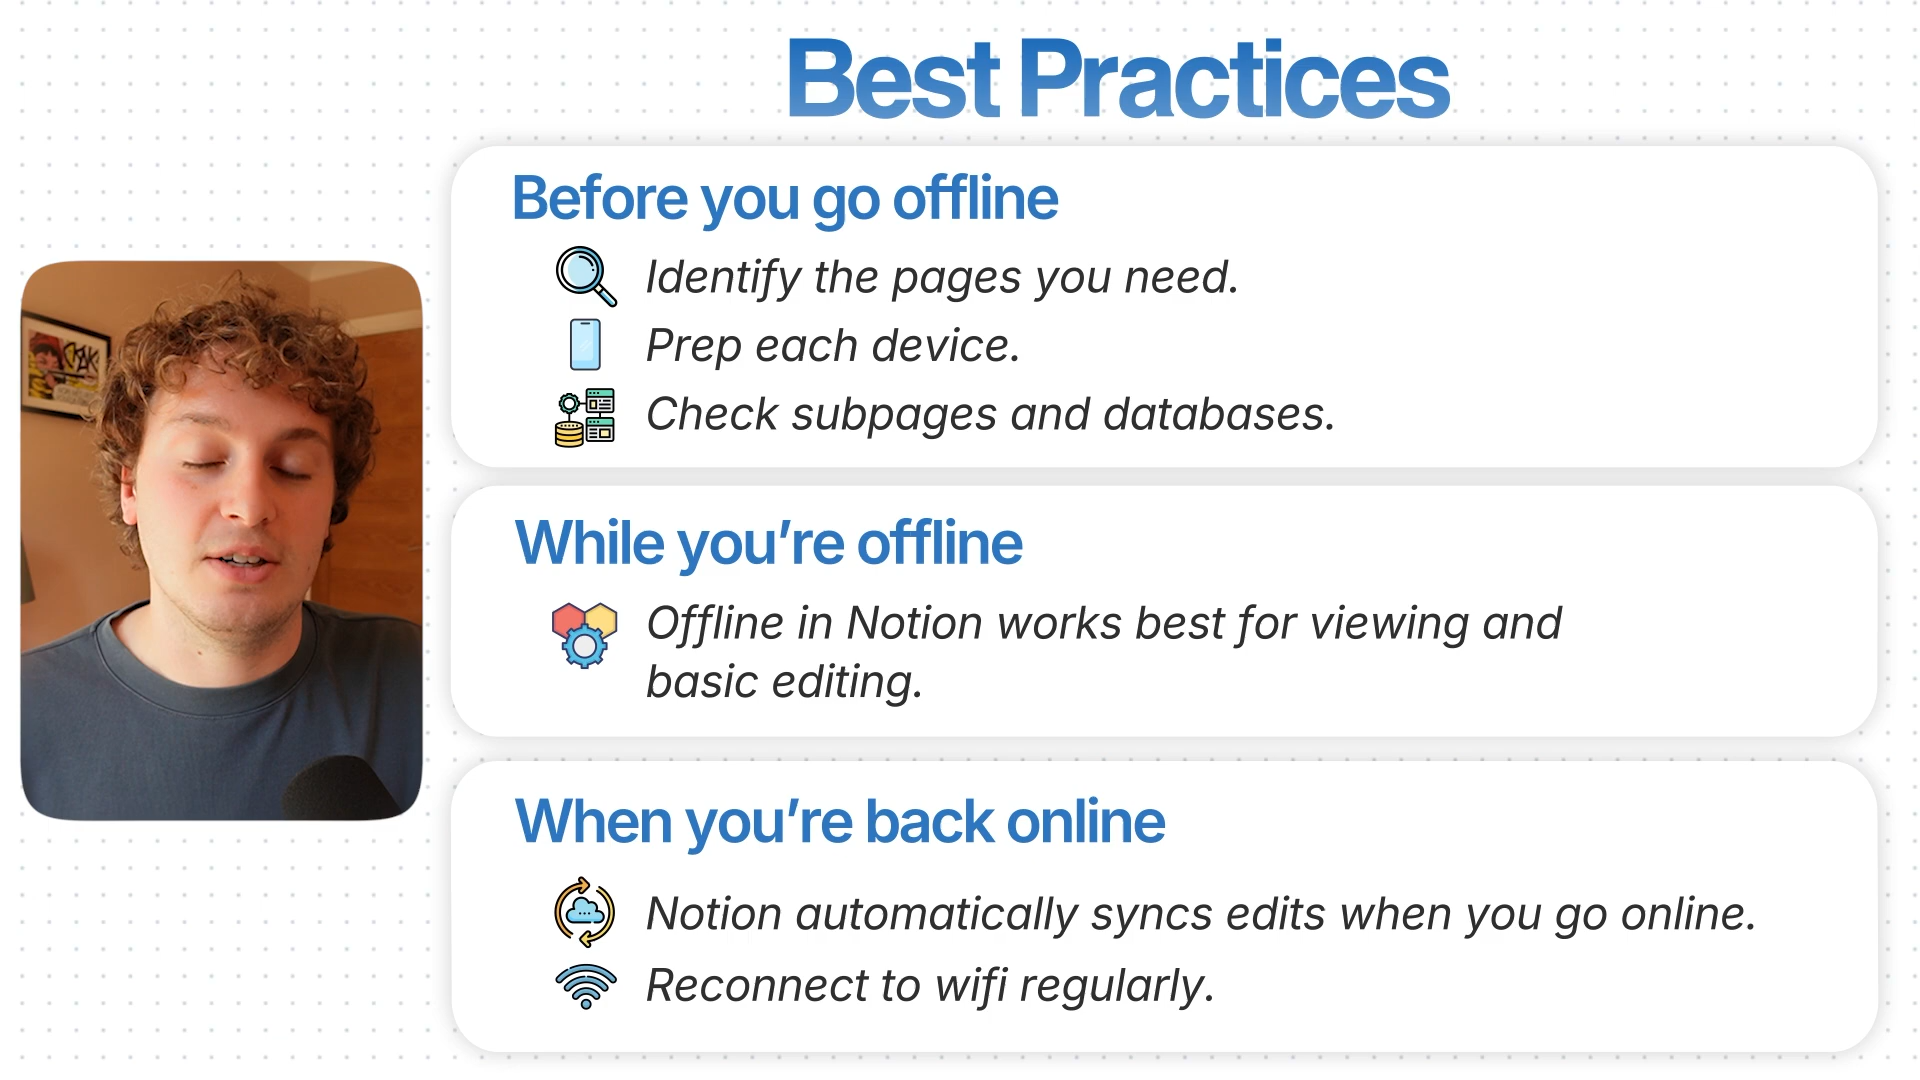 Best Practices
Before you go offline
Identify the pages you need.
Prep each device.
Check subpages and databases.
While you’re offline
Offline in Notion works best for viewing and
basic editing.
When you’re back online
Notion automatically syncs edits when you go online.
Reconnect to wifi regularly.